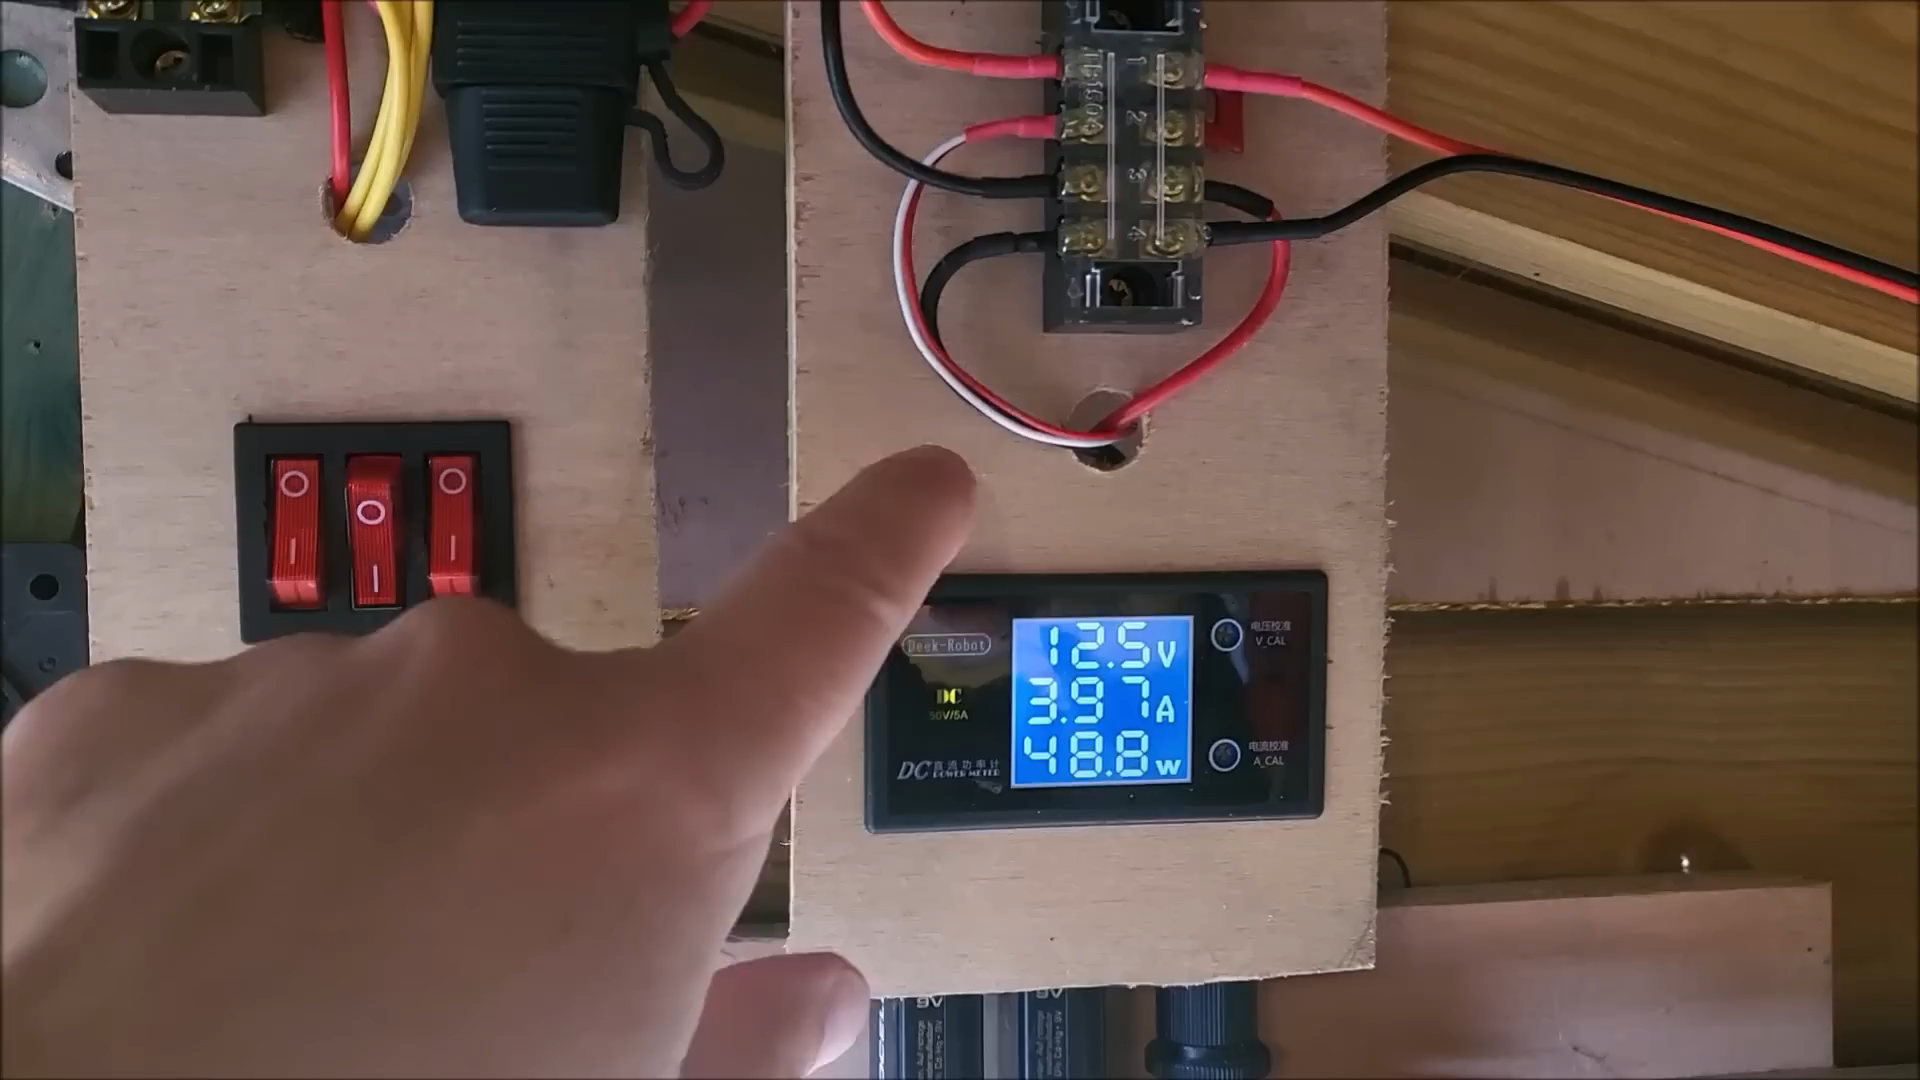 TB1504
1
2
3
4
O
O
O
I
I
I
Deek-Robot
DC
50V/5A
DC 直流功率计
POWER METER
12.5V
3.97A
48.8W
电压校准
V_CAL
电流校准
A_CAL
9V
9V